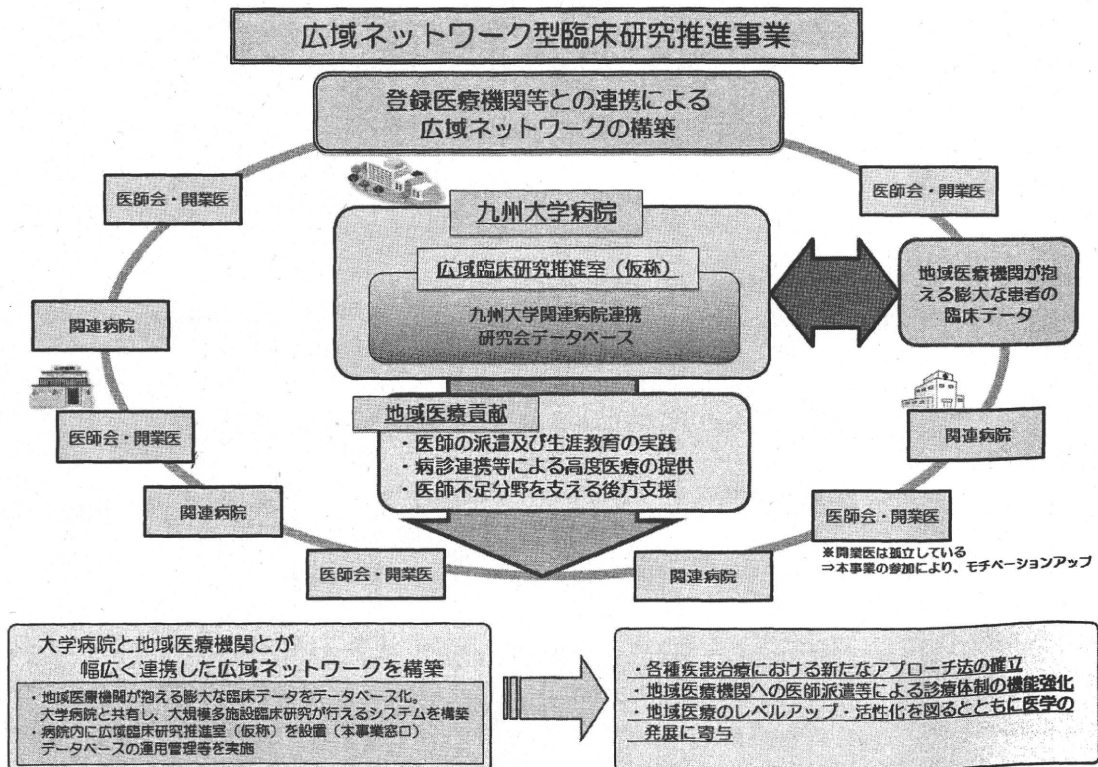 広域ネットワーク型臨床研究推進事業
登録医療機関等との連携による
広域ネットワークの構築
医師会・開業医
医師会・開業医
九州大学病院
広域臨床研究推進室（仮称）
九州大学関連病院連携
研究会データベース
地域医療機関が抱
える膨大な患者の
臨床データ
関連病院
地域医療貢献
・医師の派遣及び生涯教育の実践
・病診連携等による高度医療の提供
・医師不足分野を支える後方支援
医師会・開業医
関連病院
関連病院
医師会・開業医
※開業医は孤立している
⇒本事業の参加により、モチベーションアップ
医師会・開業医
関連病院
大学病院と地域医療機関とが
幅広く連携した広域ネットワークを構築
・地域医療機関が抱える膨大な臨床データをデータベース化。
大学病院と共有し、大規模多施設臨床研究が行えるシステムを構築
・病院内に広域臨床研究推進室（仮称）を設置（本事業窓口）
データベースの運用管理等を実施
・各種疾患治療における新たなアプローチ法の確立
・地域医療機関への医師派遣等による診療体制の機能強化
・地域医療のレベルアップ・活性化を図るとともに医学の
発展に寄与